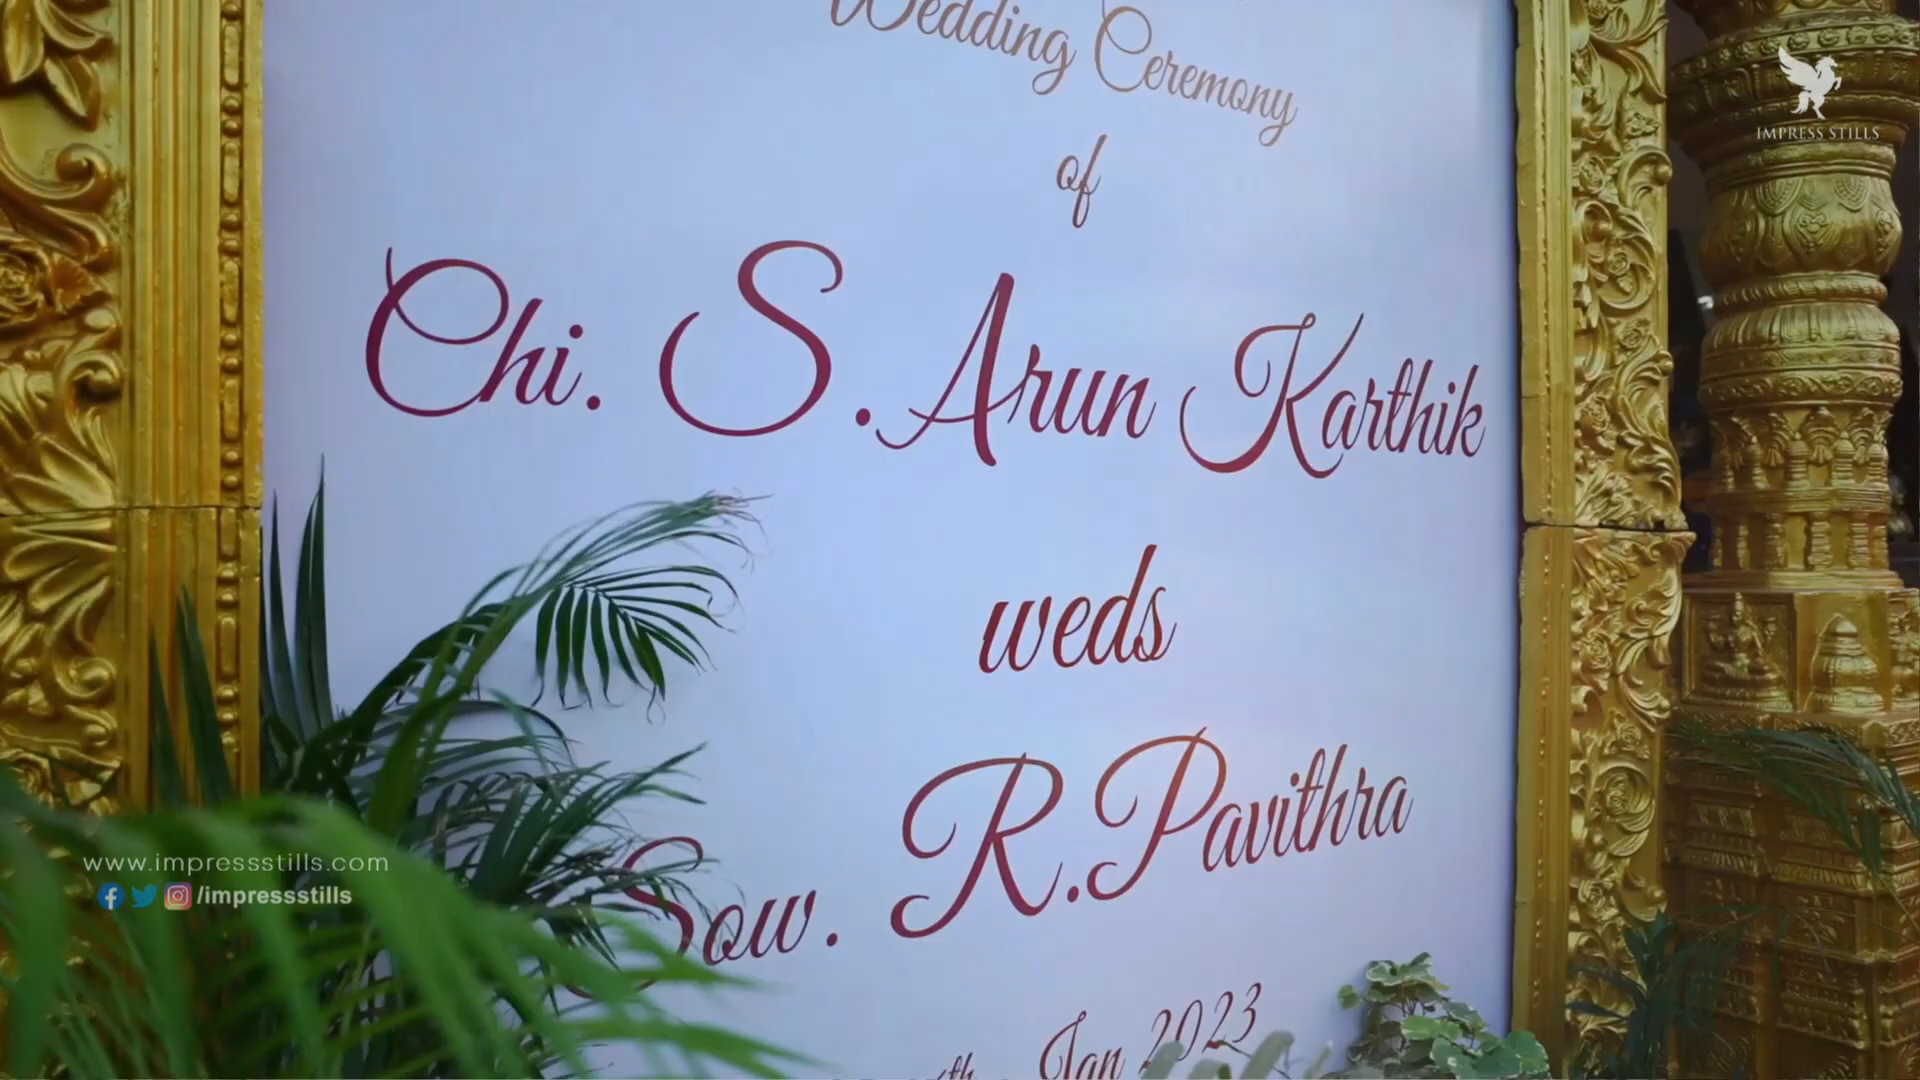 Wedding Ceremony
of
Chi. S. Arun Karthik
weds
Sow. R. Pavithra
Jan 2023
IMPRESS STILLS
www.impressstills.com
/impressstills